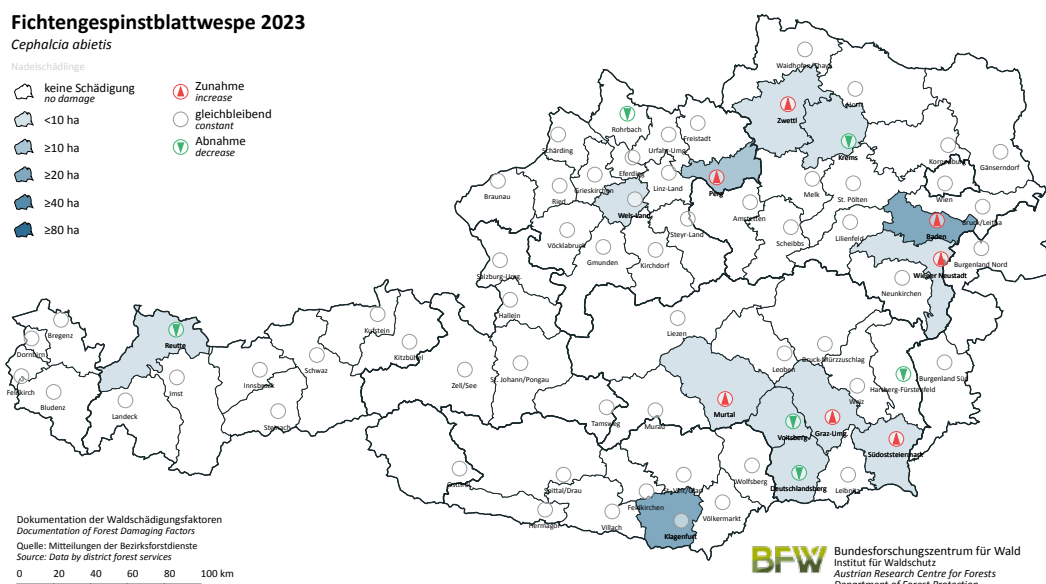 Fichtengespinstblattwespe 2023
Cephalcia abietis
Nadelschädlinge
keine Schädigung
no damage
<10 ha
≥10 ha
≥20 ha
≥40 ha
≥80 ha
Zunahme
increase
gleichbleibend
constant
Abnahme
decrease
Waidhofen/Thaya
Horn
Zwettl
Krems
Rohrbach
Freistadt
Schärding
Urfahr-Umg.
Eferding
Grieskirchen
Linz-Land
Perg
Braunau
Ried
Wels-Land
Melk
St. Pölten
Korneuburg
Gänserndorf
Wien
Bruck/Leitha
Amstetten
Steyr-Land
Scheibbs
Lilienfeld
Baden
Vöcklabruck
Gmunden
Kirchdorf
Burgenland Nord
Wiener Neustadt
Neunkirchen
Salzburg-Umg.
Hallein
Liezen
Bregenz
Dornbirn
Feldkirch
Bludenz
Reutte
Landeck
Imst
Innsbruck
Steinach
Schwaz
Kufstein
Kitzbühel
Zell/See
St. Johann/Pongau
Tamsweg
Murau
Murtal
Leoben
Bruck-Mürzzuschlag
Weiz
Hartberg-Fürstenfeld
Burgenland Süd
Voitsberg
Graz-Umg.
Südoststeiermark
Deutschlandsberg
Leibnitz
Wolfsberg
St. Veit/Glan
Feldkirchen
Spittal/Drau
Osttirol
Hermagor
Villach
Klagenfurt
Völkermarkt
Dokumentation der Waldschädigungsfaktoren
Documentation of Forest Damaging Factors
Quelle: Mitteilungen der Bezirksforstdienste
Source: Data by district forest services
0 20 40 60 100 km
BFW
Bundesforschungszentrum für Wald
Institut für Waldschutz
Austrian Research Centre for Forests
Department of Forest Protection